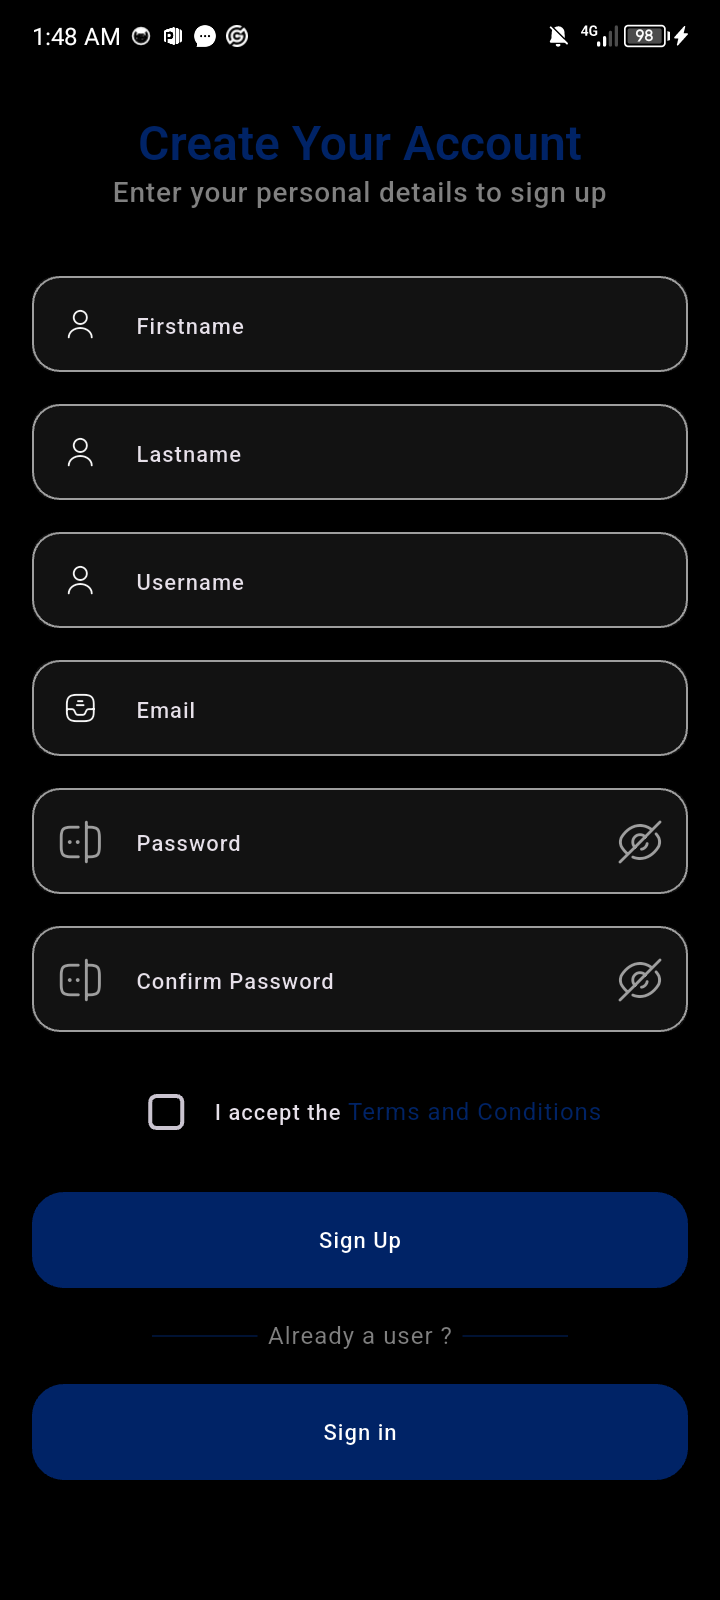 1:48 AM 4G 98
Create Your Account
Enter your personal details to sign up
Firstname
Lastname
Username
Email
Password
Confirm Password
I accept the Terms and Conditions
Sign Up
Already a user ?
Sign in